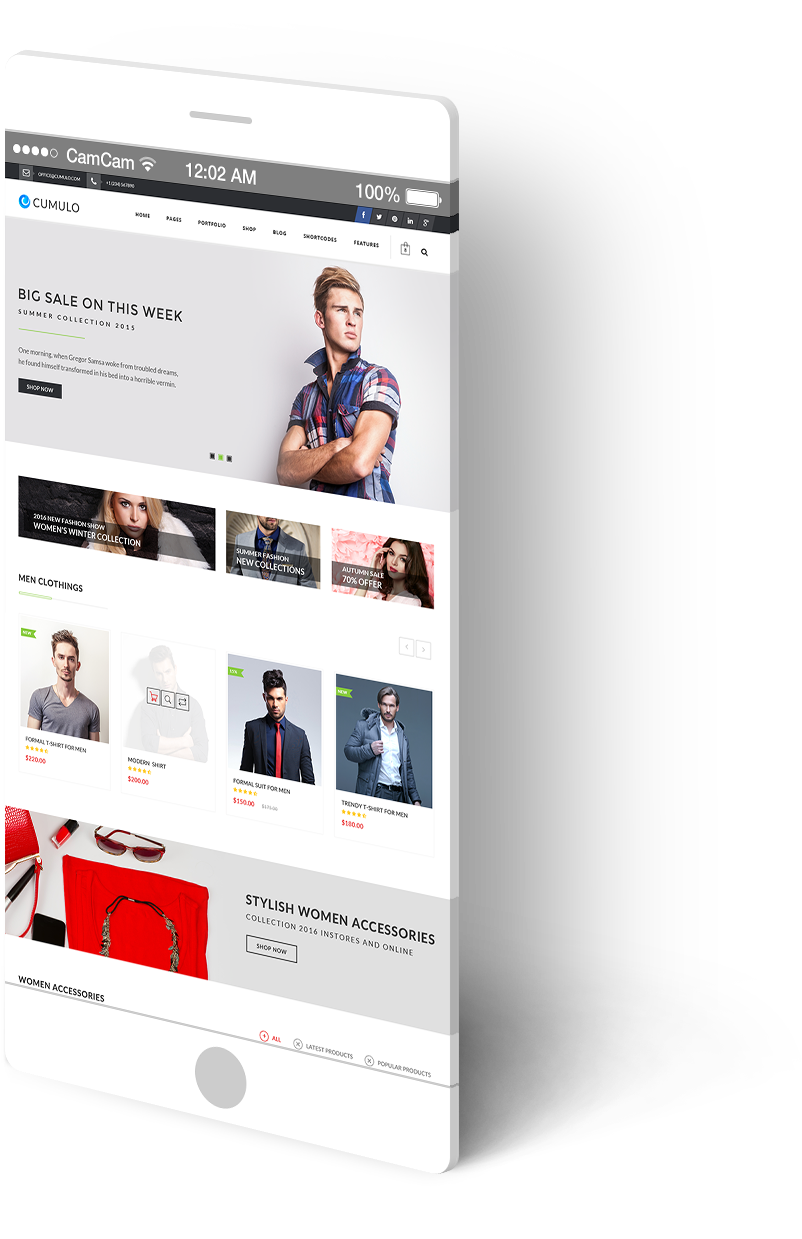 CamCam
12:02 AM
100%
OFFICE@CUMULO.COM
+1 (234) 567890
f
in
CUMULO
HOME
PAGES
PORTFOLIO
SHOP
BLOG
SHORTCODES
FEATURES
BIG SALE ON THIS WEEK
SUMMER COLLECTION 2015
One morning, when Gregor Samsa woke from troubled dreams,
he found himself transformed in his bed into a horrible vermin.
SHOP NOW
2016 NEW FASHION SHOW
WOMEN'S WINTER COLLECTION
SUMMER FASHION
NEW COLLECTIONS
AUTUMN SALE
70% OFFER
MEN CLOTHINGS
NEW
NEW
FORMAL T-SHIRT FOR MEN
$220.00
MODERN SHIRT
$200.00
FORMAL SUIT FOR MEN
$150.00
TRENDY T-SHIRT FOR MEN
$180.00
STYLISH WOMEN ACCESSORIES
COLLECTION 2016 INSTORES AND ONLINE
SHOP NOW
WOMEN ACCESSORIES
ALL
LATEST PRODUCTS
POPULAR PRODUCTS